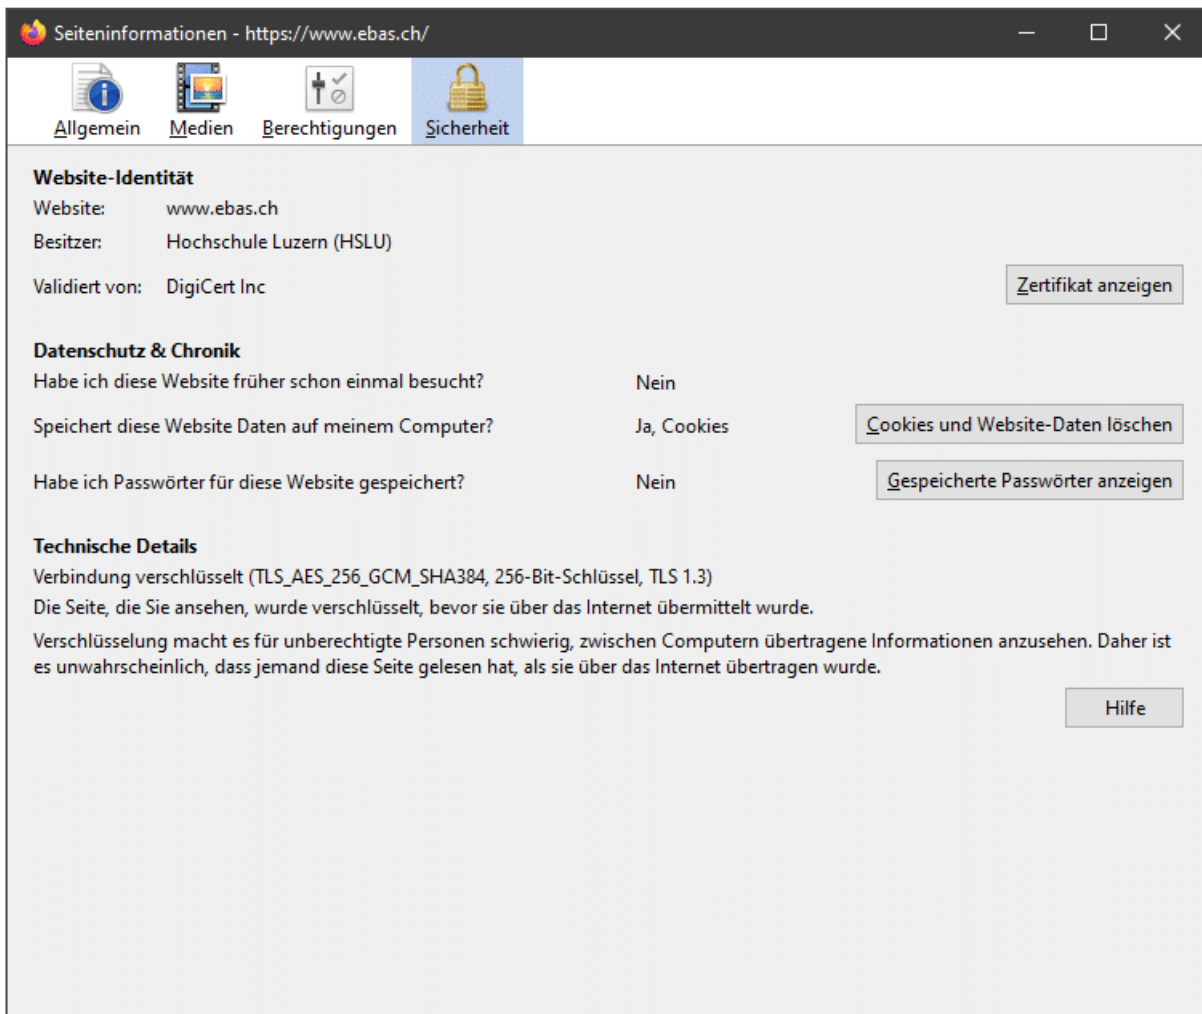 Seiteninformationen - https://www.ebas.ch/
Allgemein Medien Berechtigungen Sicherheit
Website-Identität
Website: www.ebas.ch
Besitzer: Hochschule Luzern (HSLU)
Validiert von: DigiCert Inc Zertifikat anzeigen
Datenschutz & Chronik
Habe ich diese Website früher schon einmal besucht? Nein
Speichert diese Website Daten auf meinem Computer? Ja, Cookies Cookies und Website-Daten löschen
Habe ich Passwörter für diese Website gespeichert? Nein Gespeicherte Passwörter anzeigen
Technische Details
Verbindung verschlüsselt (TLS_AES_256_GCM_SHA384, 256-Bit-Schlüssel, TLS 1.3)
Die Seite, die Sie ansehen, wurde verschlüsselt, bevor sie über das Internet übermittelt wurde.
Verschlüsselung macht es für unberechtigte Personen schwierig, zwischen Computern übertragene Informationen anzusehen. Daher ist
es unwahrscheinlich, dass jemand diese Seite gelesen hat, als sie über das Internet übertragen wurde.
Hilfe